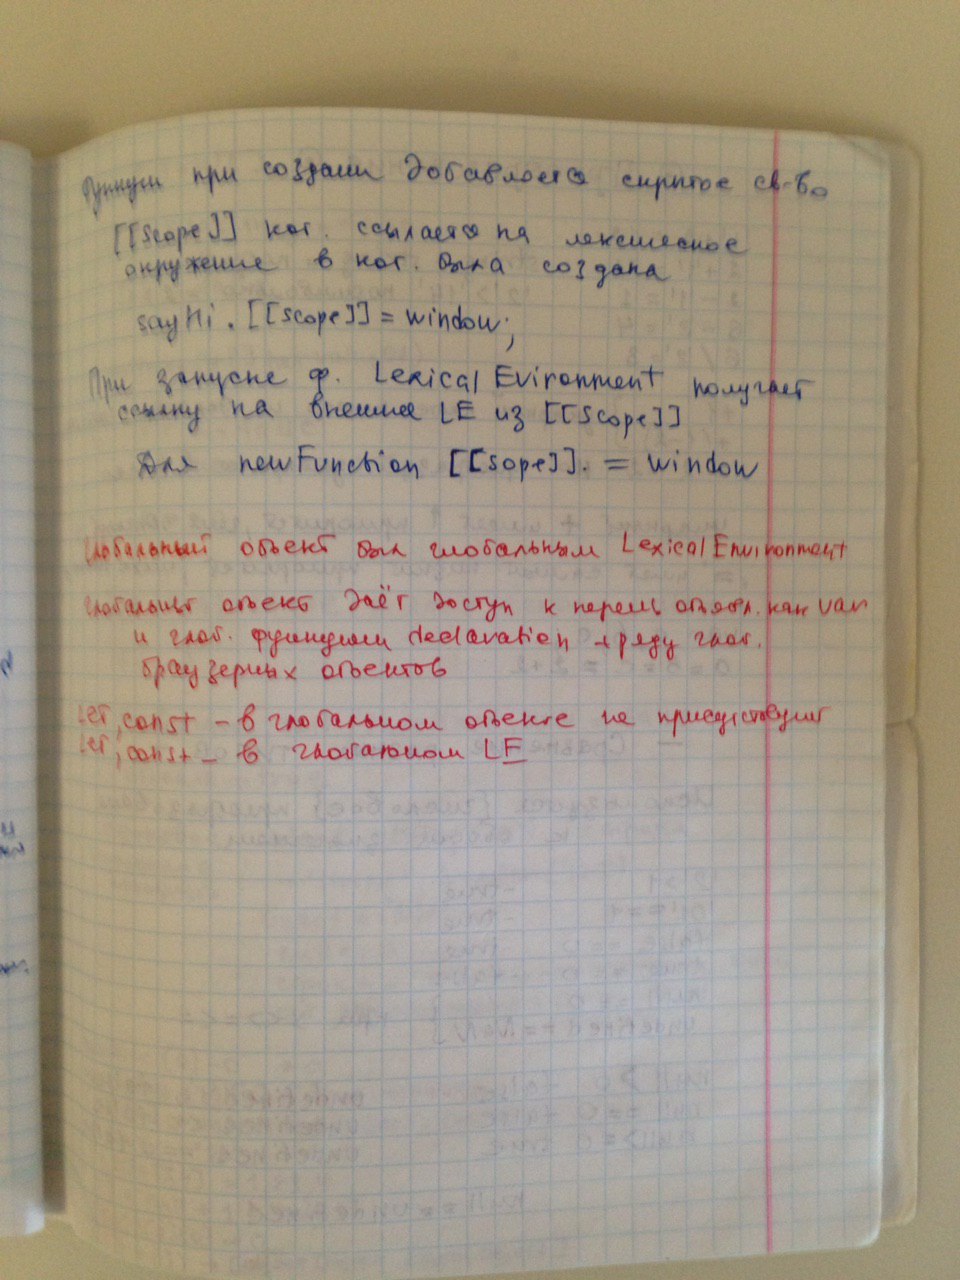 Функции при создании добавляется скрытое св-во
[[Scope]] кот. ссылается на лексическое
окружение в кот. была создана
sayHi.[[Scope]] = window;
При запуске ф. Lexical Evironment получает
ссылку на внешнее LE из [[Scope]]
Для newFunction [[sope]]. = window
глобальный объект был глобальным Lexical Environment
глобальный объект даёт доступ к перем, объявл. как var
и глоб. функциям declaration + ряду глоб.
браузерных объектов
let, const – в глобальном объекте не присутствуют
let, const – в глобальном LE